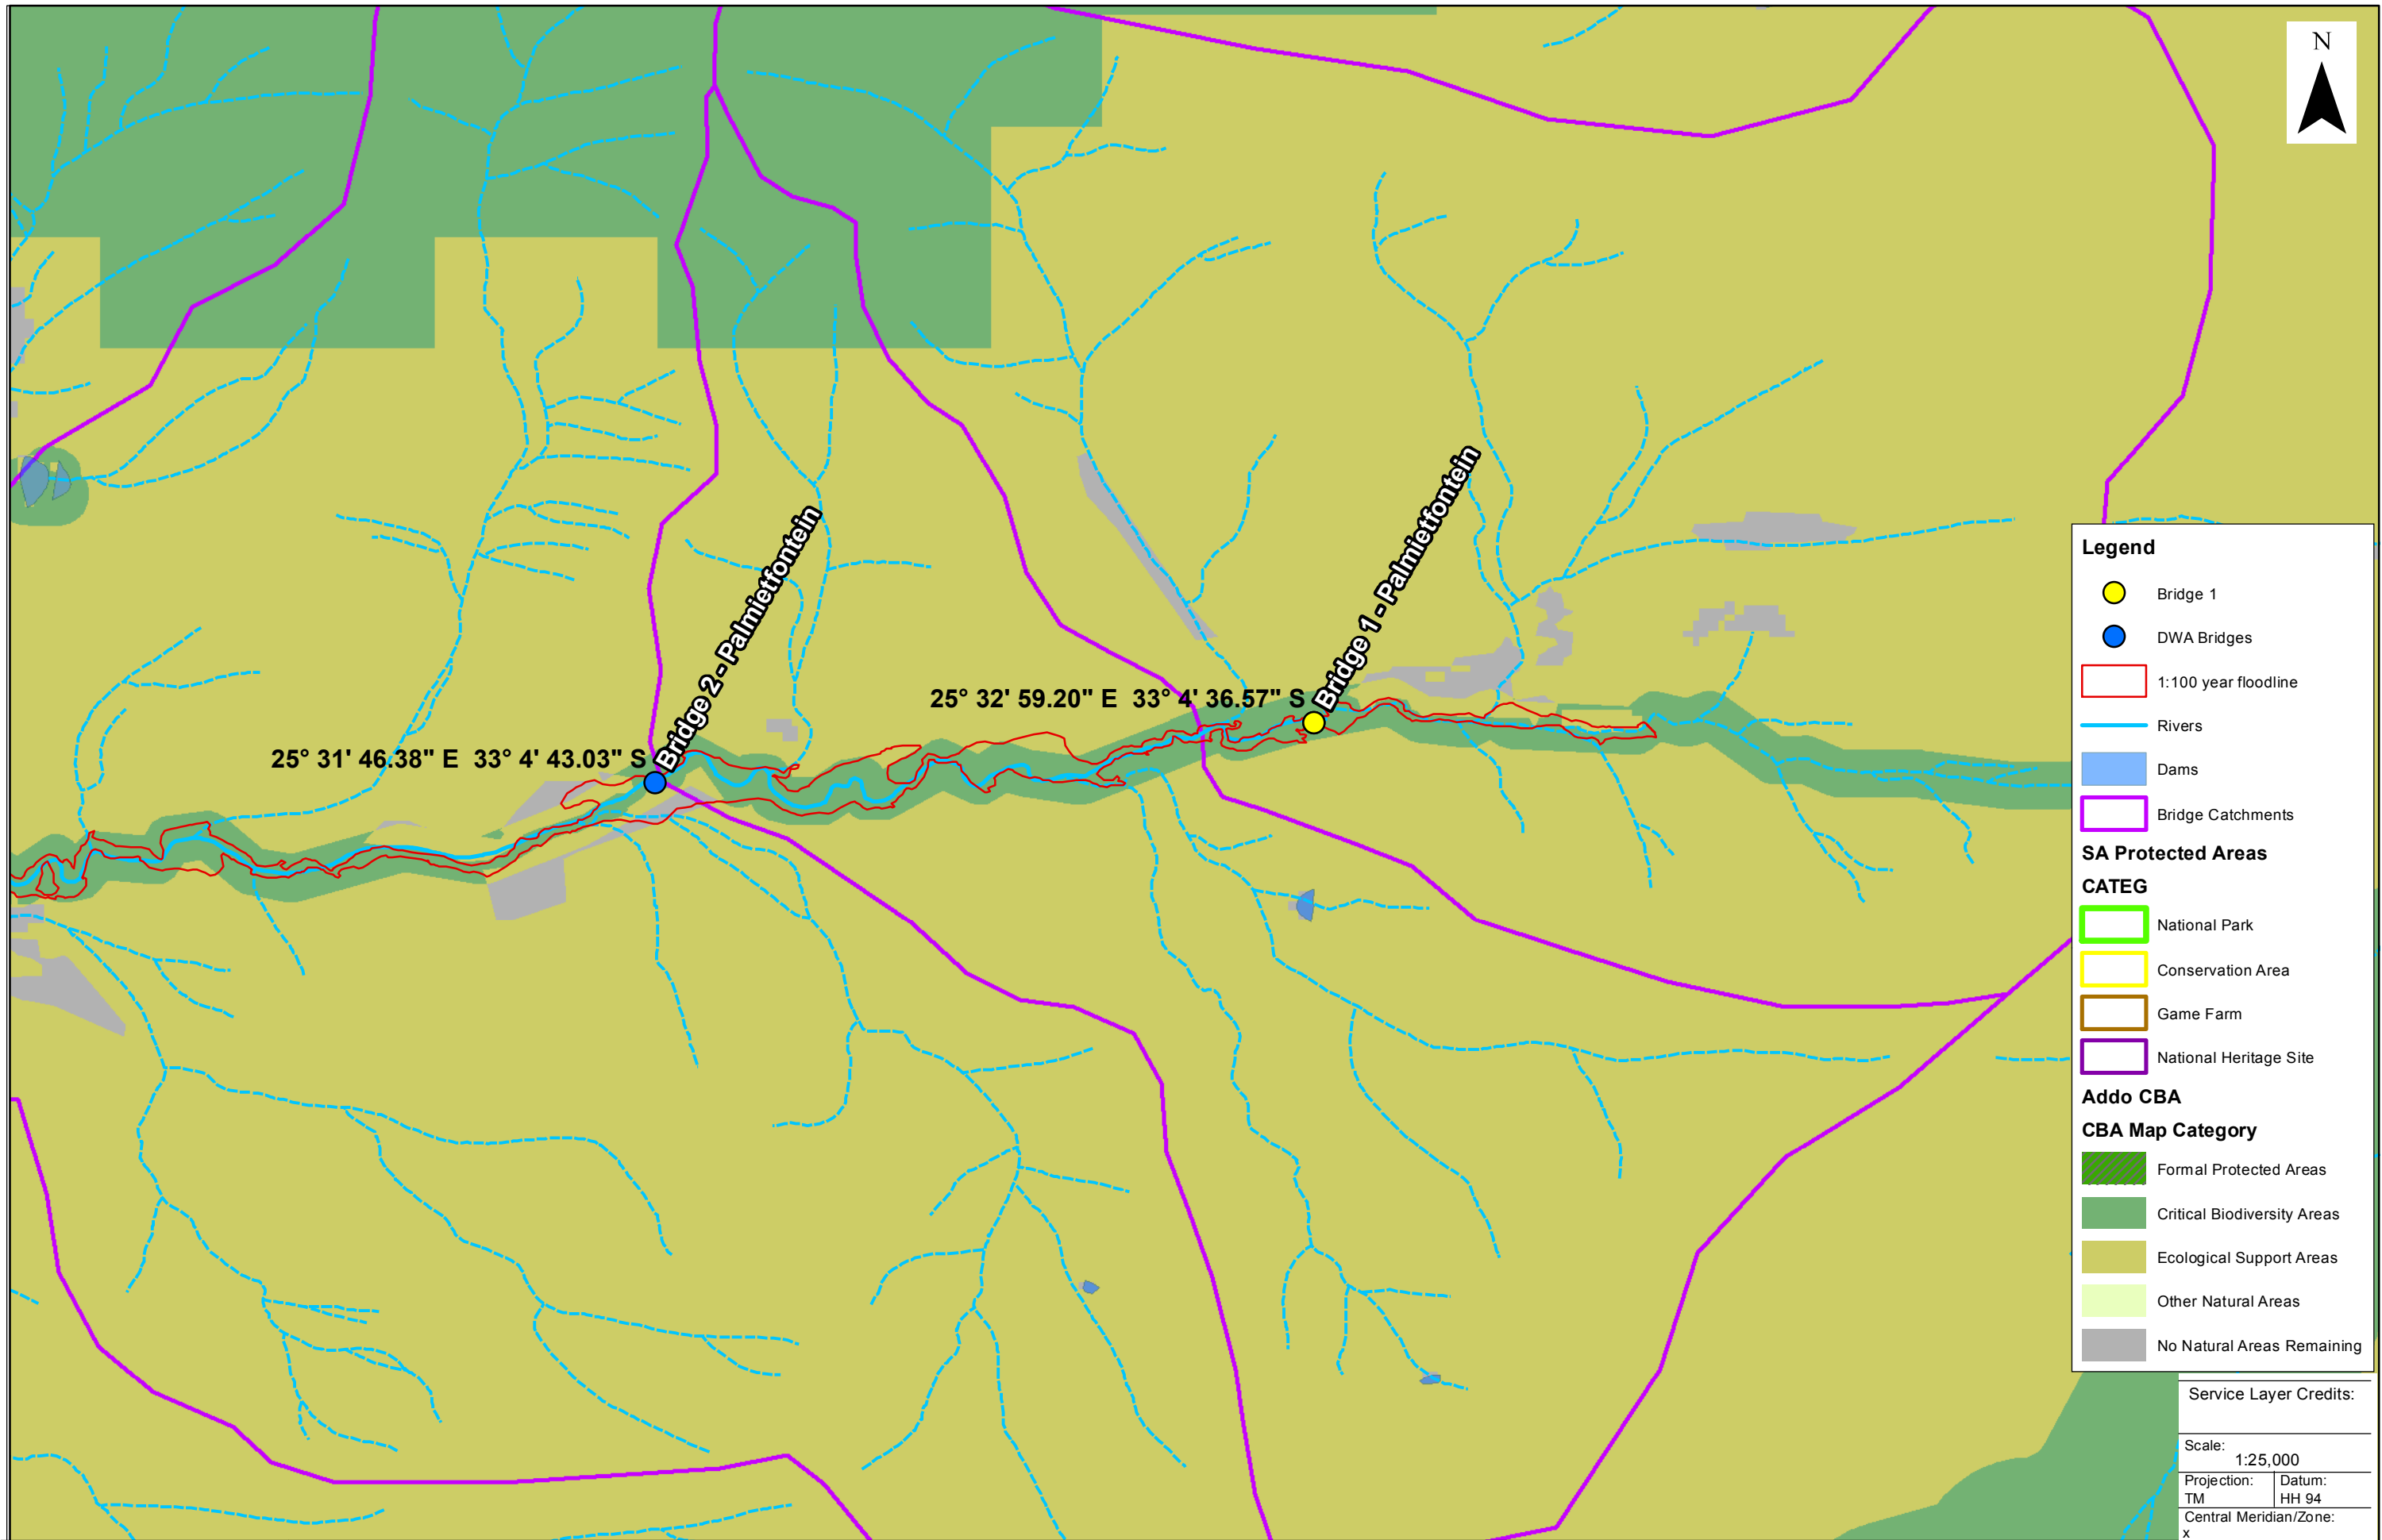 N
Bridge 2 - Palmietfontein
Bridge 1 - Palmietfontein
25° 32' 59.20" E 33° 4' 36.57" S
25° 31' 46.38" E 33° 4' 43.03" S
Legend
Bridge 1
DWA Bridges
1:100 year floodline
Rivers
Dams
Bridge Catchments
SA Protected Areas
CATEG
National Park
Conservation Area
Game Farm
National Heritage Site
Addo CBA
CBA Map Category
Formal Protected Areas
Critical Biodiversity Areas
Ecological Support Areas
Other Natural Areas
No Natural Areas Remaining
Service Layer Credits:
Scale:
1:25,000
Projection: Datum:
TM HH 94
Central Meridian/Zone:
x